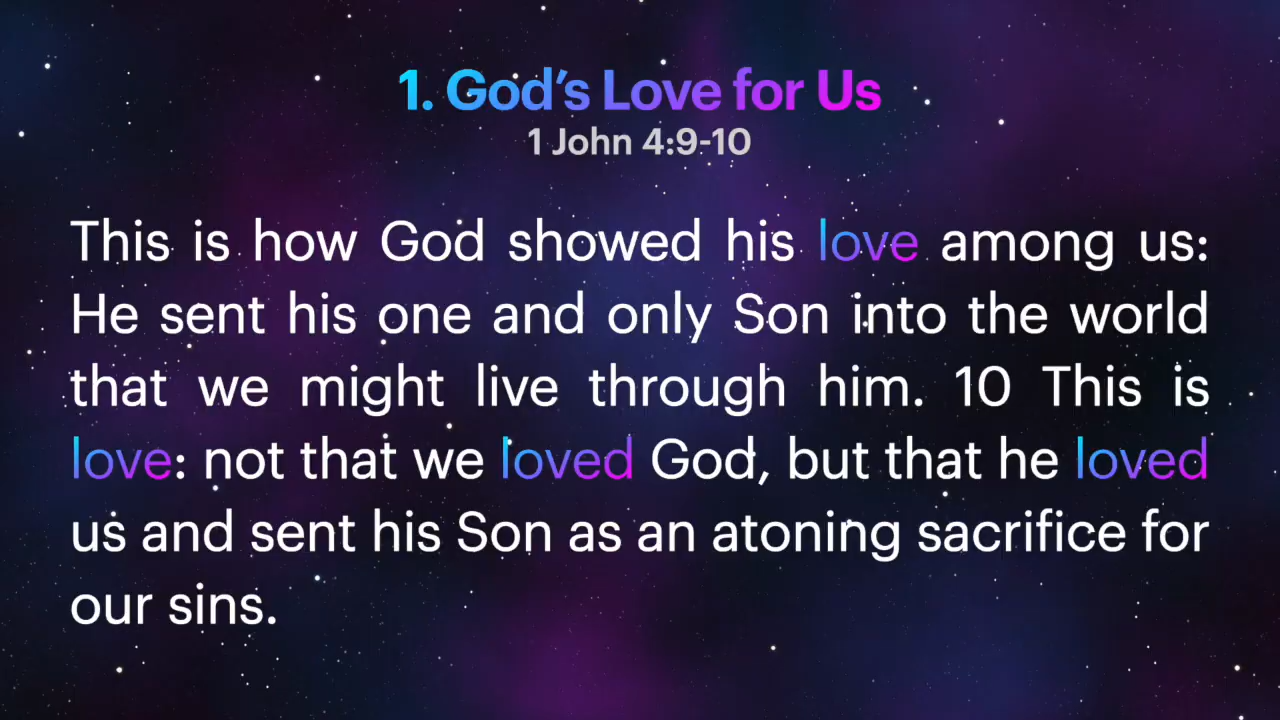 1. God’s Love for Us
1 John 4:9-10
This is how God showed his love among us:
He sent his one and only Son into the world
that we might live through him. 10 This is
love: not that we loved God, but that he loved
us and sent his Son as an atoning sacrifice for
our sins.